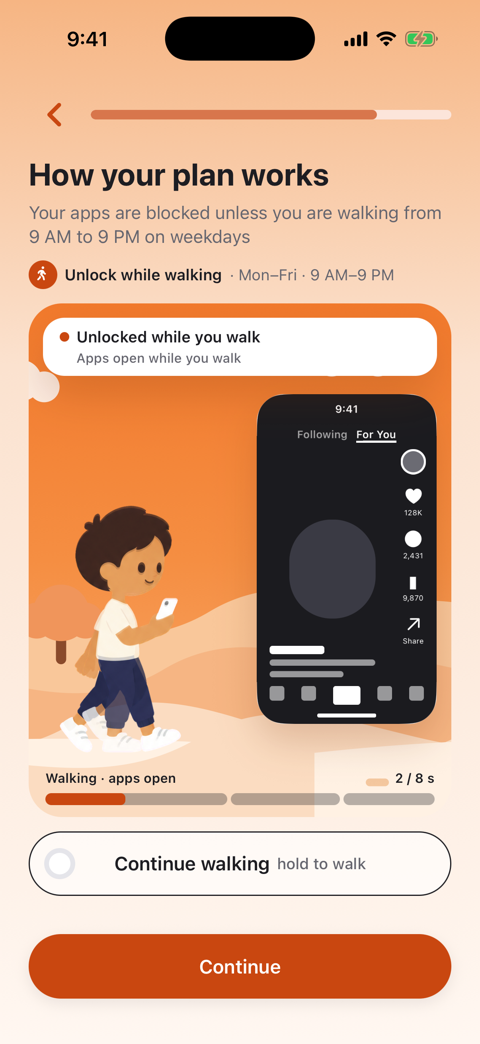 9:41
How your plan works
Your apps are blocked unless you are walking from
9 AM to 9 PM on weekdays
Unlock while walking · Mon–Fri · 9 AM–9 PM
Unlocked while you walk
Apps open while you walk
9:41
Following For You
128K
2,431
9,870
Share
Walking · apps open 2 / 8 s
Continue walking hold to walk
Continue